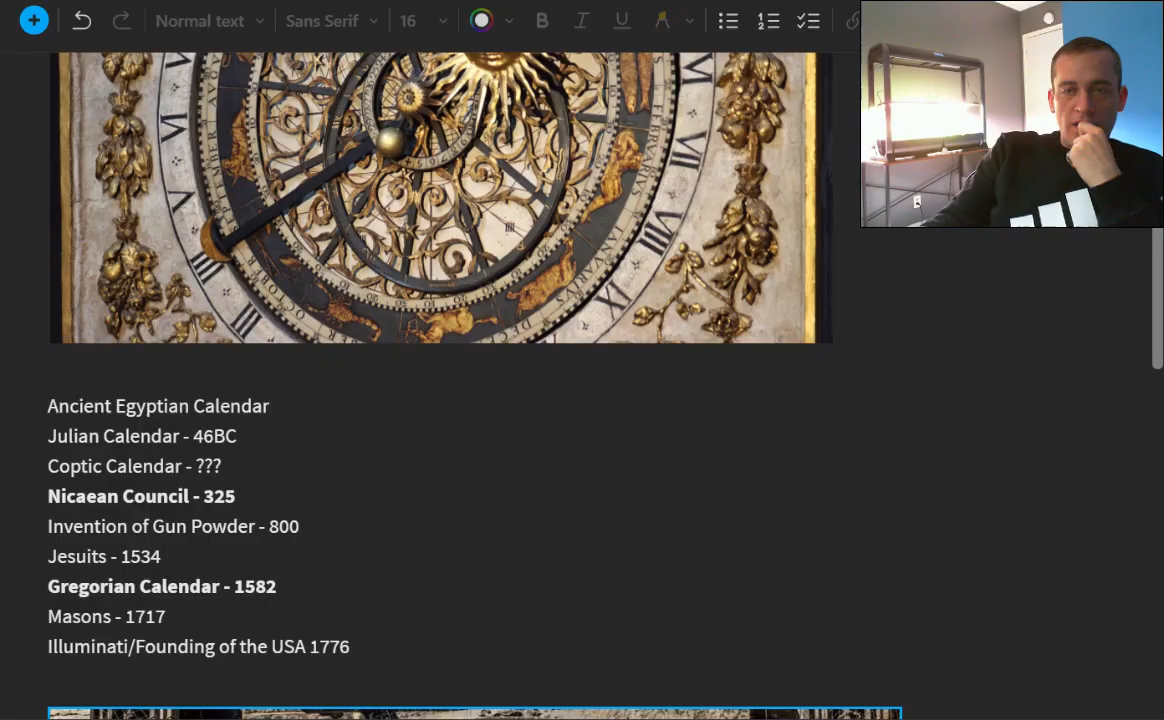 Normal text
Sans Serif
16
B I U
Ancient Egyptian Calendar
Julian Calendar - 46BC
Coptic Calendar - ???
Nicaean Council - 325
Invention of Gun Powder - 800
Jesuits - 1534
Gregorian Calendar - 1582
Masons - 1717
Illuminati/Founding of the USA 1776